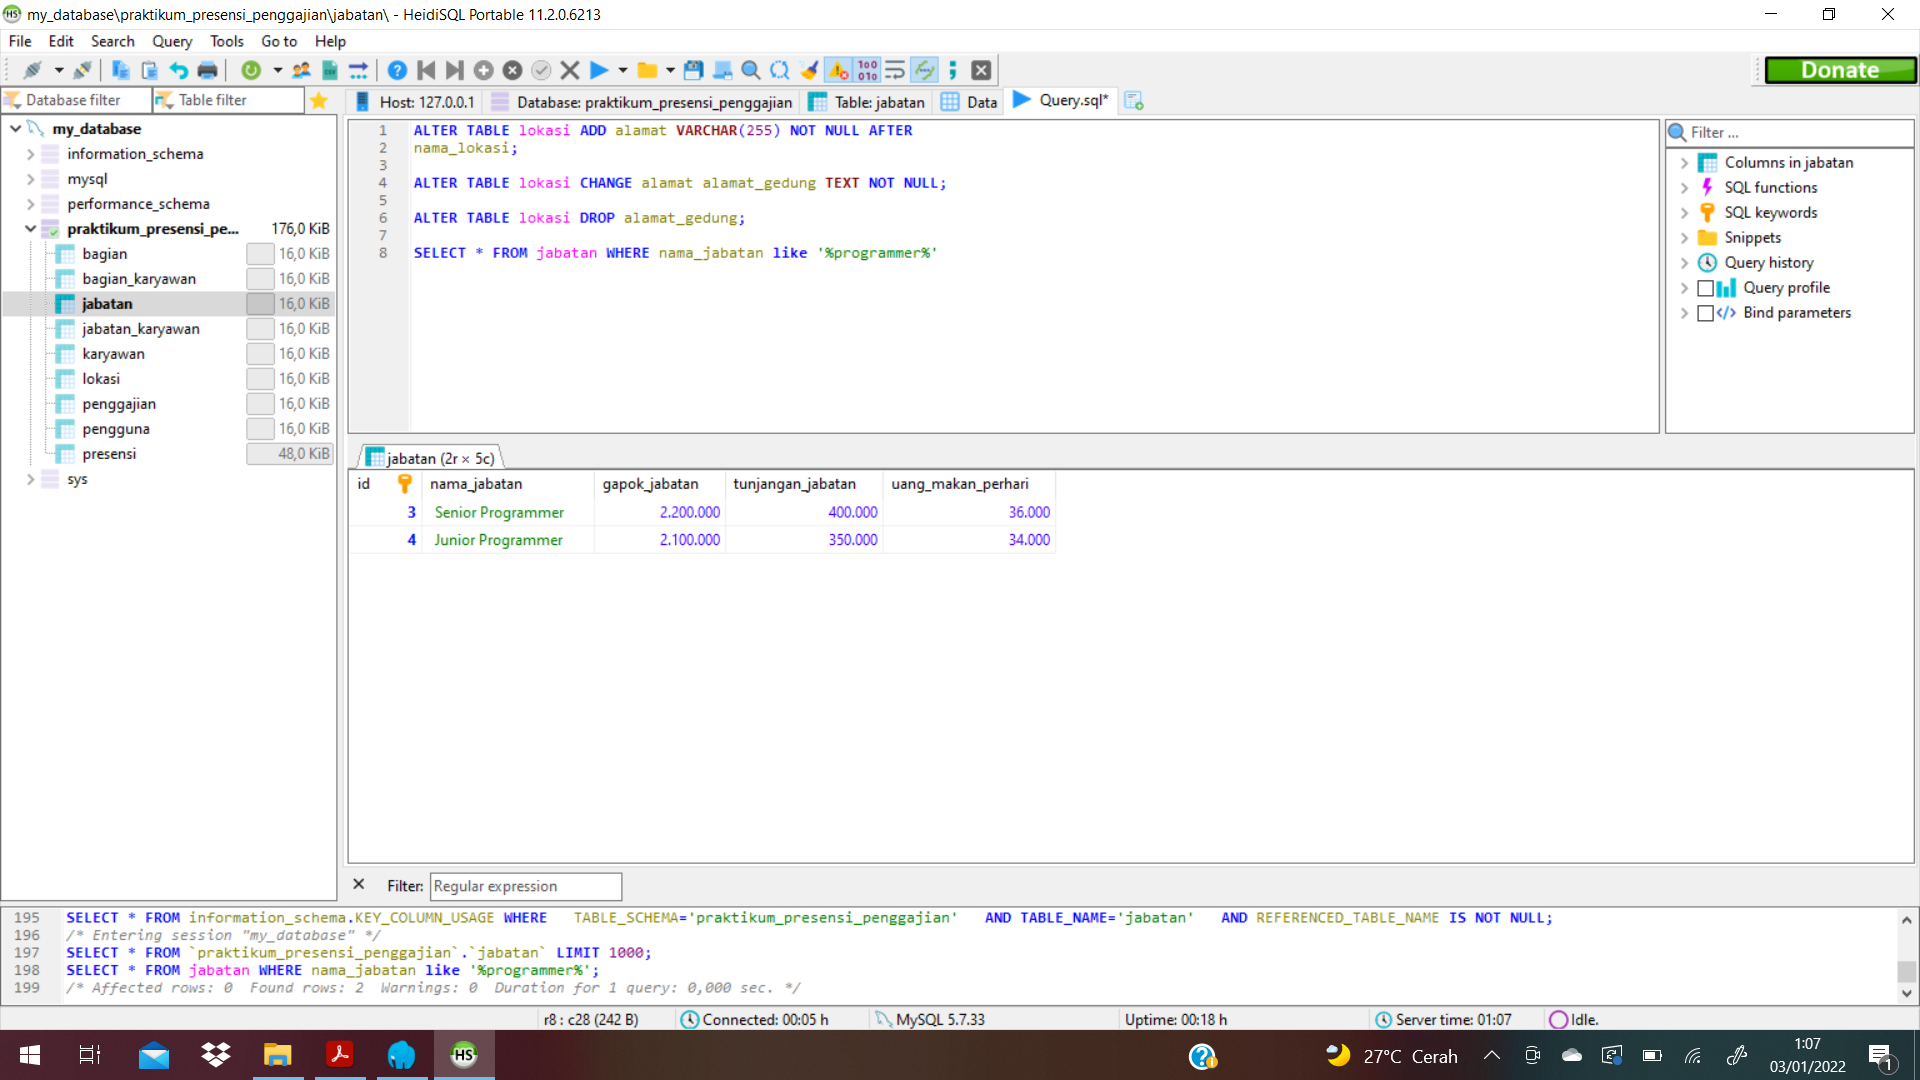 my_database\praktikum_presensi_penggajian\jabatan\ - HeidiSQL Portable 11.2.0.6213
File Edit Search Query Tools Go to Help
Donate
Database filter Table filter
Host: 127.0.0.1 Database: praktikum_presensi_penggajian Table: jabatan Data Query.sql*
my_database
information_schema
mysql
performance_schema
praktikum_presensi_pe... 176,0 KiB
bagian 16,0 KiB
bagian_karyawan 16,0 KiB
jabatan 16,0 KiB
jabatan_karyawan 16,0 KiB
karyawan 16,0 KiB
lokasi 16,0 KiB
penggajian 16,0 KiB
pengguna 16,0 KiB
presensi 48,0 KiB
sys
1 ALTER TABLE lokasi ADD alamat VARCHAR(255) NOT NULL AFTER
2 nama_lokasi;
3
4 ALTER TABLE lokasi CHANGE alamat alamat_gedung TEXT NOT NULL;
5
6 ALTER TABLE lokasi DROP alamat_gedung;
7
8 SELECT * FROM jabatan WHERE nama_jabatan like '%programmer%'
Filter ...
Columns in jabatan
SQL functions
SQL keywords
Snippets
Query history
Query profile
Bind parameters
jabatan (2r × 5c)
id nama_jabatan gapok_jabatan tunjangan_jabatan uang_makan_perhari
3 Senior Programmer 2.200.000 400.000 36.000
4 Junior Programmer 2.100.000 350.000 34.000
Filter: Regular expression
195 SELECT * FROM information_schema.KEY_COLUMN_USAGE WHERE TABLE_SCHEMA='praktikum_presensi_penggajian' AND TABLE_NAME='jabatan' AND REFERENCED_TABLE_NAME IS NOT NULL;
196 /* Entering session "my_database" */
197 SELECT * FROM `praktikum_presensi_penggajian`.`jabatan` LIMIT 1000;
198 SELECT * FROM jabatan WHERE nama_jabatan like '%programmer%';
199 /* Affected rows: 0 Found rows: 2 Warnings: 0 Duration for 1 query: 0,000 sec. */
r8 : c28 (242 B) Connected: 00:05 h MySQL 5.7.33 Uptime: 00:18 h Server time: 01:07 Idle.
HS
27°C Cerah
1:07
03/01/2022
1